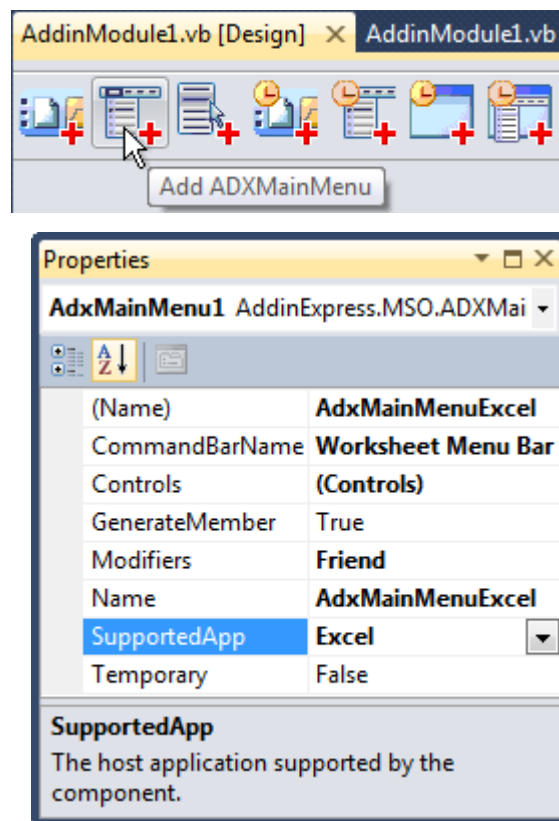 AddinModule1.vb [Design] AddinModule1.vb
Add ADXMainMenu
Properties
AdxMainMenu1 AddinExpress.MSO.ADXMai
(Name) AdxMainMenuExcel
CommandBarName Worksheet Menu Bar
Controls (Controls)
GenerateMember True
Modifiers Friend
Name AdxMainMenuExcel
SupportedApp Excel
Temporary False
SupportedApp
The host application supported by the
component.